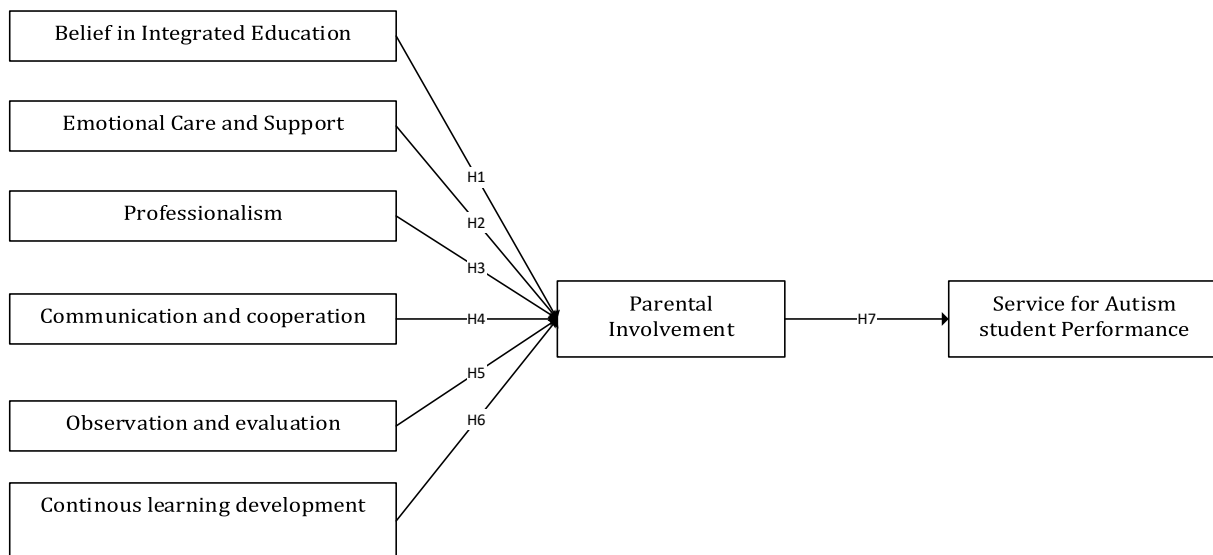 Belief in Integrated Education
Emotional Care and Support
Professionalism
Communication and cooperation
Observation and evaluation
Continous learning development
H1
H2
H3
H4
H5
H6
Parental
Involvement
H7
Service for Autism
student Performance